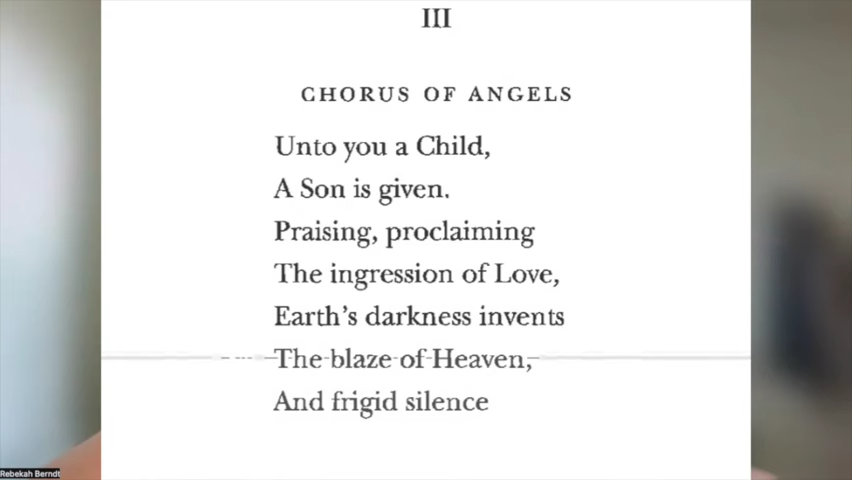 III
CHORUS OF ANGELS
Unto you a Child,
A Son is given.
Praising, proclaiming
The ingression of Love,
Earth's darkness invents
The blaze of Heaven,
And frigid silence
Rebekah Berndt